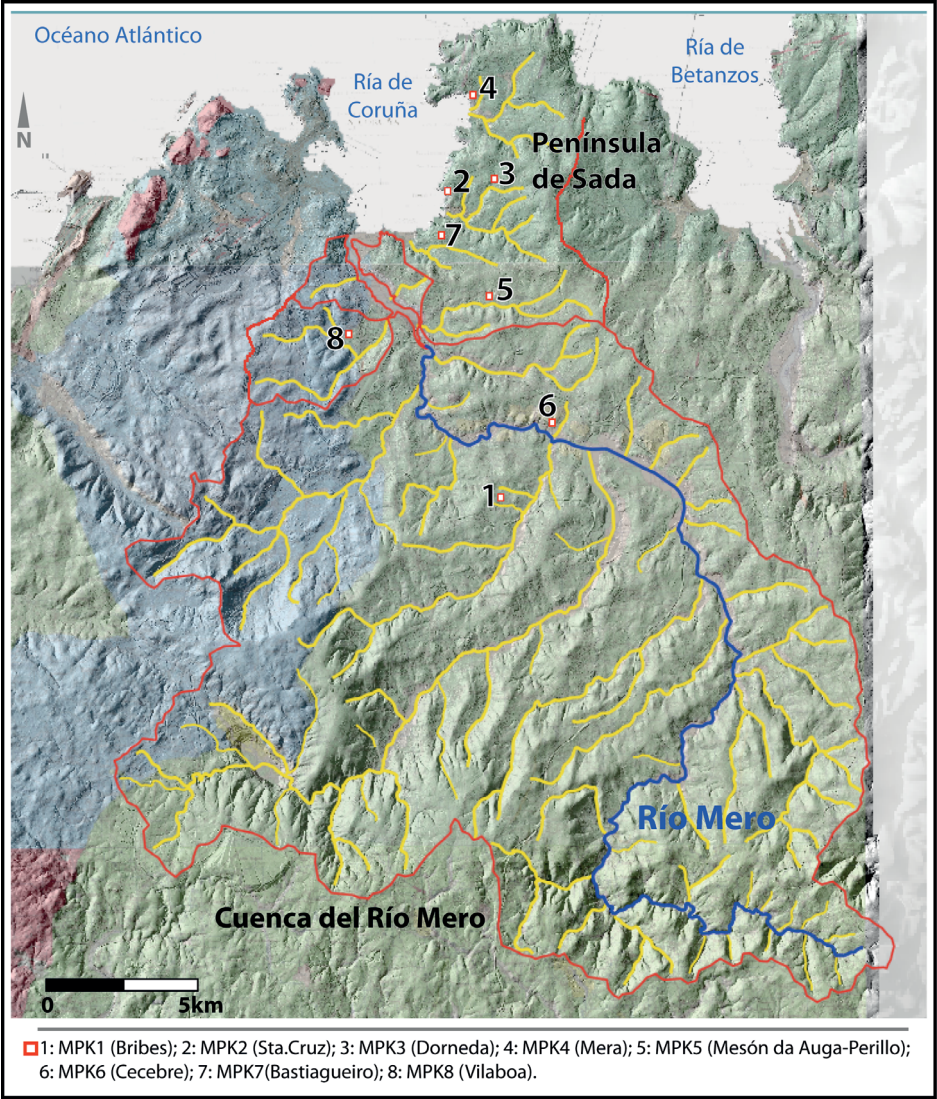 Océano Atlántico
Ría de
Coruña
Ría de
Betanzos
N
4
Península
de Sada
3
2
7
5
8
6
1
Río Mero
Cuenca del Río Mero
0
5km
1: MPK1 (Bribes); 2: MPK2 (Sta.Cruz); 3: MPK3 (Dorneda); 4: MPK4 (Mera); 5: MPK5 (Mesón da Auga-Perillo);
6: MPK6 (Cecebre); 7: MPK7(Bastiagueiro); 8: MPK8 (Vilaboa).